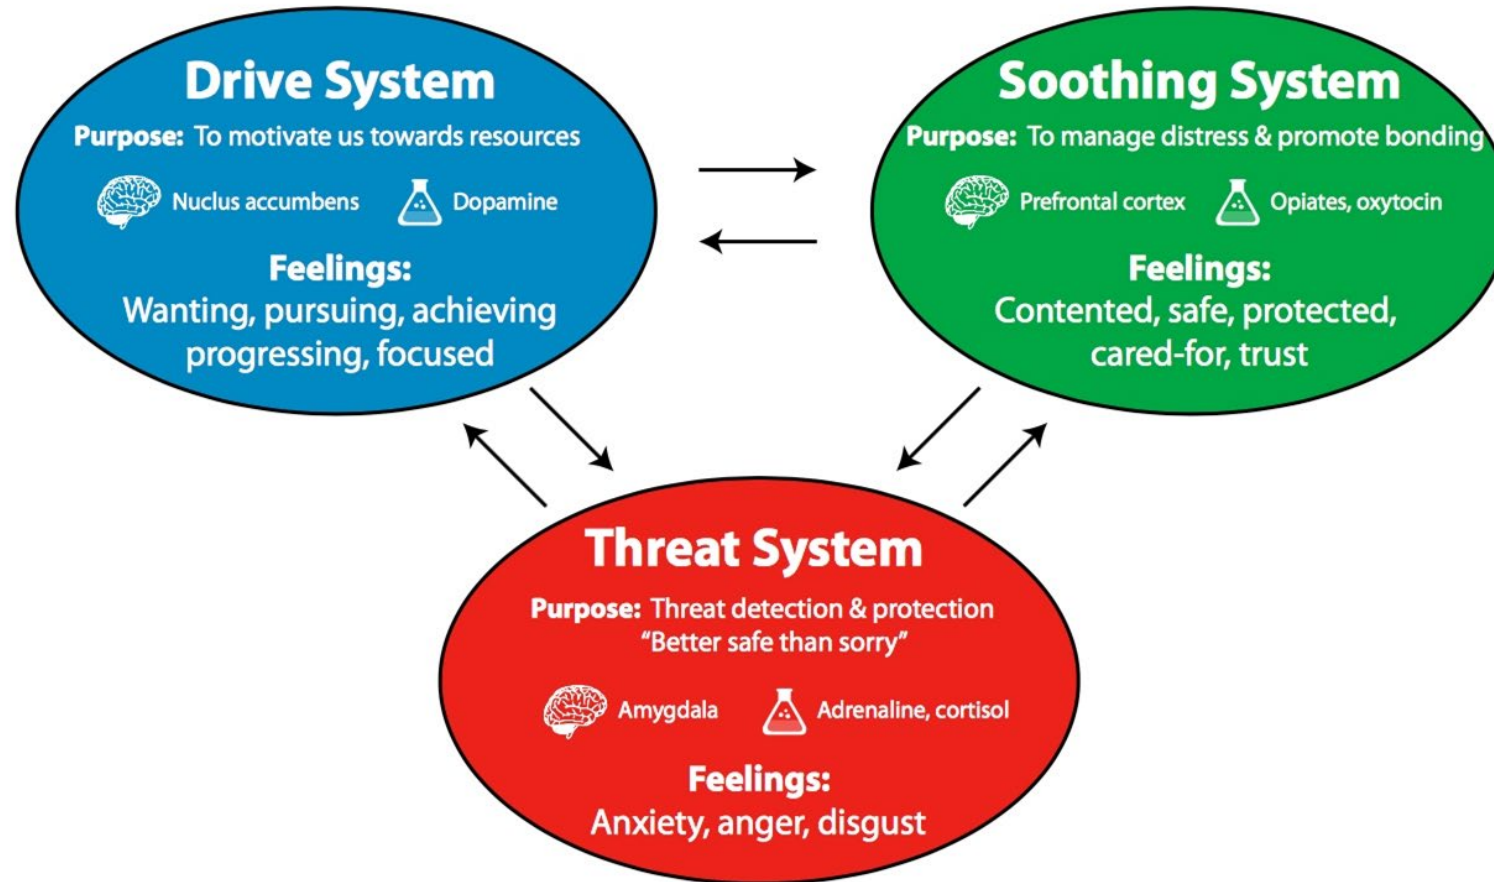 Drive System
Purpose: To motivate us towards resources
Nuclus accumbens
Dopamine
Feelings:
Wanting, pursuing, achieving
progressing, focused
Soothing System
Purpose: To manage distress & promote bonding
Prefrontal cortex
Opiates, oxytocin
Feelings:
Contented, safe, protected,
cared-for, trust
Threat System
Purpose: Threat detection & protection
“Better safe than sorry”
Amygdala
Adrenaline, cortisol
Feelings:
Anxiety, anger, disgust